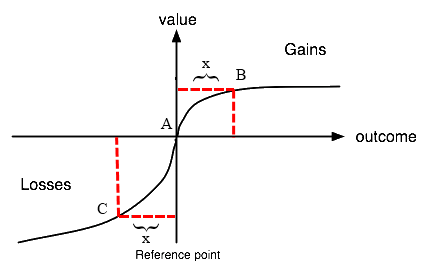 value
Gains
x
B
A
outcome
Losses
C
x
Reference point